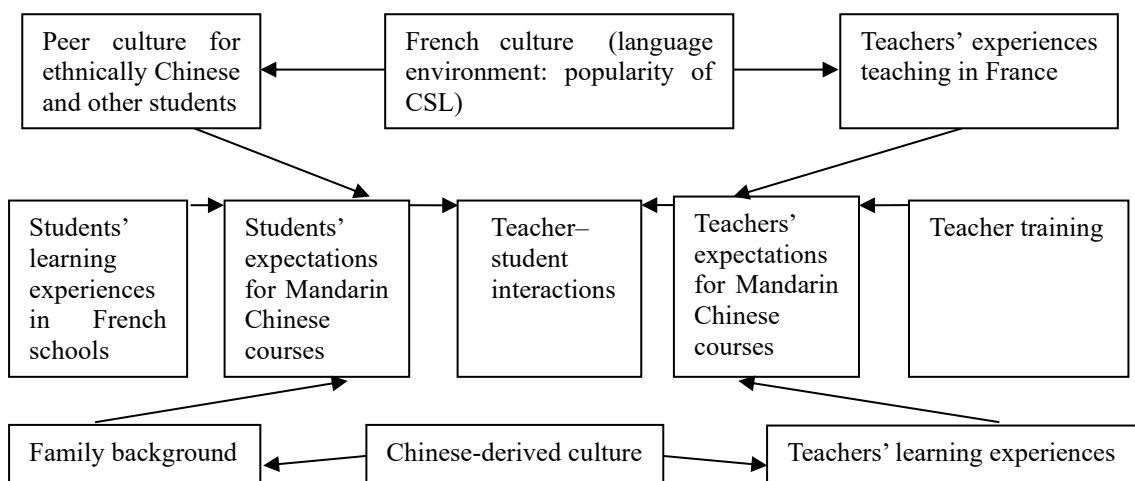 Peer culture for
ethnically Chinese
and other students
French culture (language
environment: popularity of
CSL)
Teachers’ experiences
teaching in France
Students’
learning
experiences
in French
schools
Students’
expectations
for Mandarin
Chinese
courses
Teacher–
student
interactions
Teachers’
expectations
for Mandarin
Chinese
courses
Teacher training
Family background
Chinese-derived culture
Teachers’ learning experiences